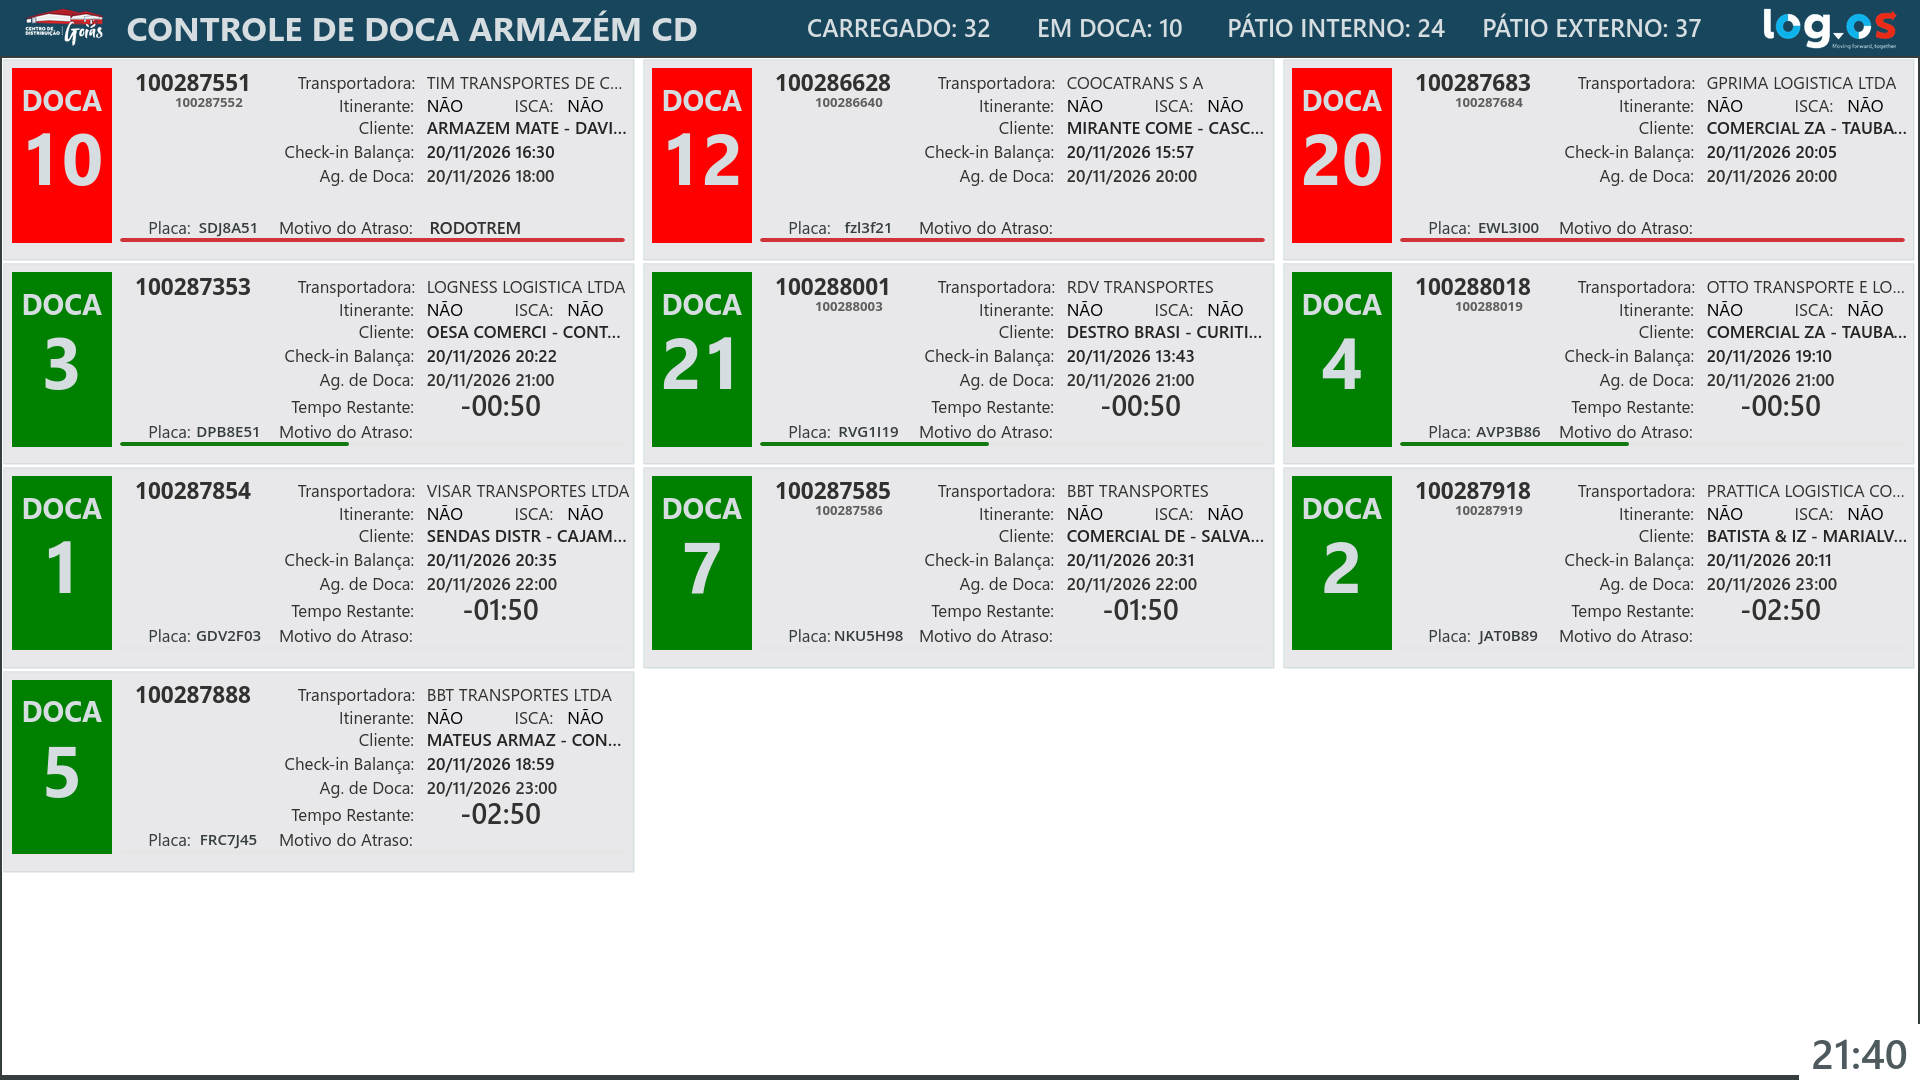 CENTRO DE DISTRIBUIÇÃO Goiás
CONTROLE DE DOCA ARMAZÉM CD
CARREGADO: 32
EM DOCA: 10
PÁTIO INTERNO: 24
PÁTIO EXTERNO: 37
log.os
Moving forward, together
DOCA 10
100287551
100287552
Transportadora: TIM TRANSPORTES DE C...
Itinerante: NÃO ISCA: NÃO
Cliente: ARMAZEM MATE - DAVI...
Check-in Balança: 20/11/2026 16:30
Ag. de Doca: 20/11/2026 18:00
Placa: SDJ8A51 Motivo do Atraso: RODOTREM
DOCA 12
100286628
100286640
Transportadora: COOCATRANS S A
Itinerante: NÃO ISCA: NÃO
Cliente: MIRANTE COME - CASC...
Check-in Balança: 20/11/2026 15:57
Ag. de Doca: 20/11/2026 20:00
Placa: fzl3f21 Motivo do Atraso:
DOCA 20
100287683
100287684
Transportadora: GPRIMA LOGISTICA LTDA
Itinerante: NÃO ISCA: NÃO
Cliente: COMERCIAL ZA - TAUBA...
Check-in Balança: 20/11/2026 20:05
Ag. de Doca: 20/11/2026 20:00
Placa: EWL3I00 Motivo do Atraso:
DOCA 3
100287353
Transportadora: LOGNESS LOGISTICA LTDA
Itinerante: NÃO ISCA: NÃO
Cliente: OESA COMERCI - CONT...
Check-in Balança: 20/11/2026 20:22
Ag. de Doca: 20/11/2026 21:00
Tempo Restante: -00:50
Placa: DPB8E51 Motivo do Atraso:
DOCA 21
100288001
100288003
Transportadora: RDV TRANSPORTES
Itinerante: NÃO ISCA: NÃO
Cliente: DESTRO BRASI - CURITI...
Check-in Balança: 20/11/2026 13:43
Ag. de Doca: 20/11/2026 21:00
Tempo Restante: -00:50
Placa: RVG1I19 Motivo do Atraso:
DOCA 4
100288018
100288019
Transportadora: OTTO TRANSPORTE E LO...
Itinerante: NÃO ISCA: NÃO
Cliente: COMERCIAL ZA - TAUBA...
Check-in Balança: 20/11/2026 19:10
Ag. de Doca: 20/11/2026 21:00
Tempo Restante: -00:50
Placa: AVP3B86 Motivo do Atraso:
DOCA 1
100287854
Transportadora: VISAR TRANSPORTES LTDA
Itinerante: NÃO ISCA: NÃO
Cliente: SENDAS DISTR - CAJAM...
Check-in Balança: 20/11/2026 20:35
Ag. de Doca: 20/11/2026 22:00
Tempo Restante: -01:50
Placa: GDV2F03 Motivo do Atraso:
DOCA 7
100287585
100287586
Transportadora: BBT TRANSPORTES
Itinerante: NÃO ISCA: NÃO
Cliente: COMERCIAL DE - SALVA...
Check-in Balança: 20/11/2026 20:31
Ag. de Doca: 20/11/2026 22:00
Tempo Restante: -01:50
Placa: NKU5H98 Motivo do Atraso:
DOCA 2
100287918
100287919
Transportadora: PRATTICA LOGISTICA CO...
Itinerante: NÃO ISCA: NÃO
Cliente: BATISTA & IZ - MARIALV...
Check-in Balança: 20/11/2026 20:11
Ag. de Doca: 20/11/2026 23:00
Tempo Restante: -02:50
Placa: JAT0B89 Motivo do Atraso:
DOCA 5
100287888
Transportadora: BBT TRANSPORTES LTDA
Itinerante: NÃO ISCA: NÃO
Cliente: MATEUS ARMAZ - CON...
Check-in Balança: 20/11/2026 18:59
Ag. de Doca: 20/11/2026 23:00
Tempo Restante: -02:50
Placa: FRC7J45 Motivo do Atraso:
21:40